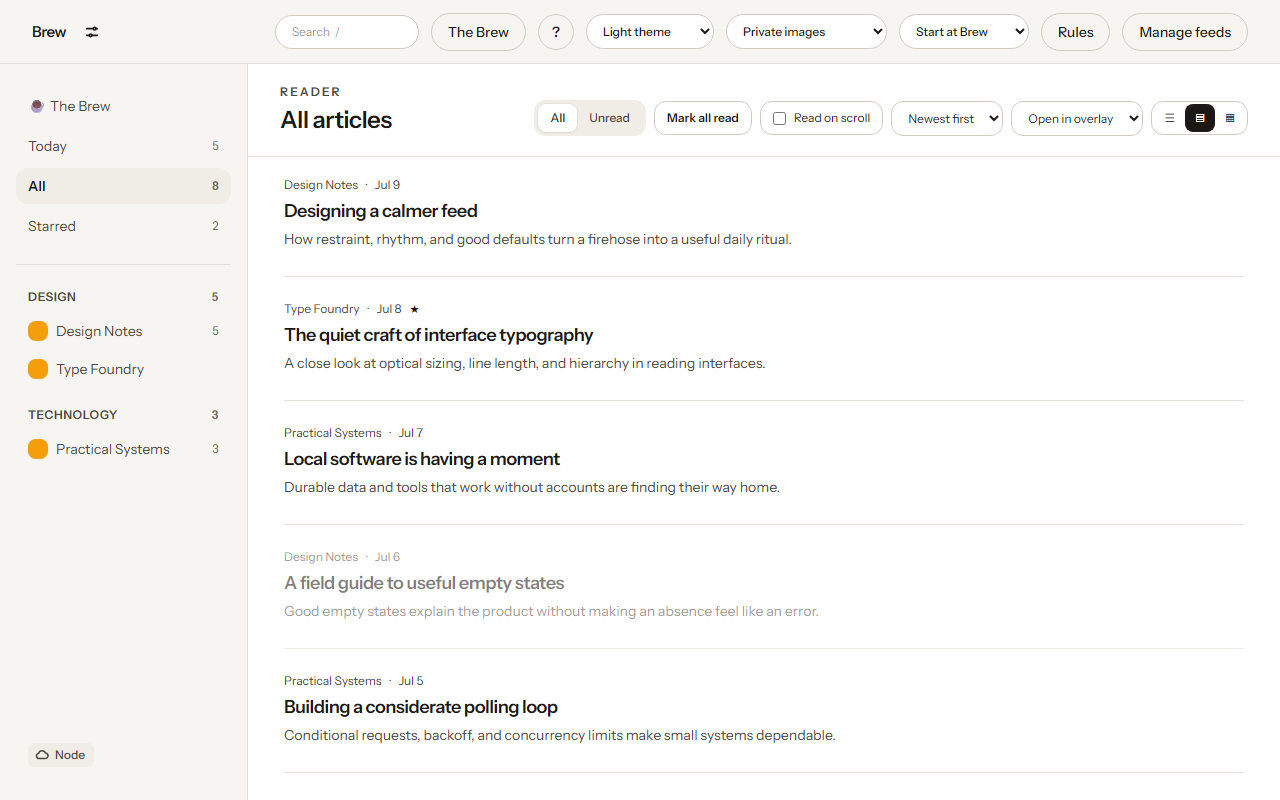 Brew
Search /
The Brew
?
Light theme
Private images
Start at Brew
Rules
Manage feeds
The Brew
Today 5
All 8
Starred 2
DESIGN 5
Design Notes 5
Type Foundry
TECHNOLOGY 3
Practical Systems 3
Node
READER
All articles
All
Unread
Mark all read
Read on scroll
Newest first
Open in overlay
Design Notes · Jul 9
Designing a calmer feed
How restraint, rhythm, and good defaults turn a firehose into a useful daily ritual.
Type Foundry · Jul 8 ★
The quiet craft of interface typography
A close look at optical sizing, line length, and hierarchy in reading interfaces.
Practical Systems · Jul 7
Local software is having a moment
Durable data and tools that work without accounts are finding their way home.
Design Notes · Jul 6
A field guide to useful empty states
Good empty states explain the product without making an absence feel like an error.
Practical Systems · Jul 5
Building a considerate polling loop
Conditional requests, backoff, and concurrency limits make small systems dependable.